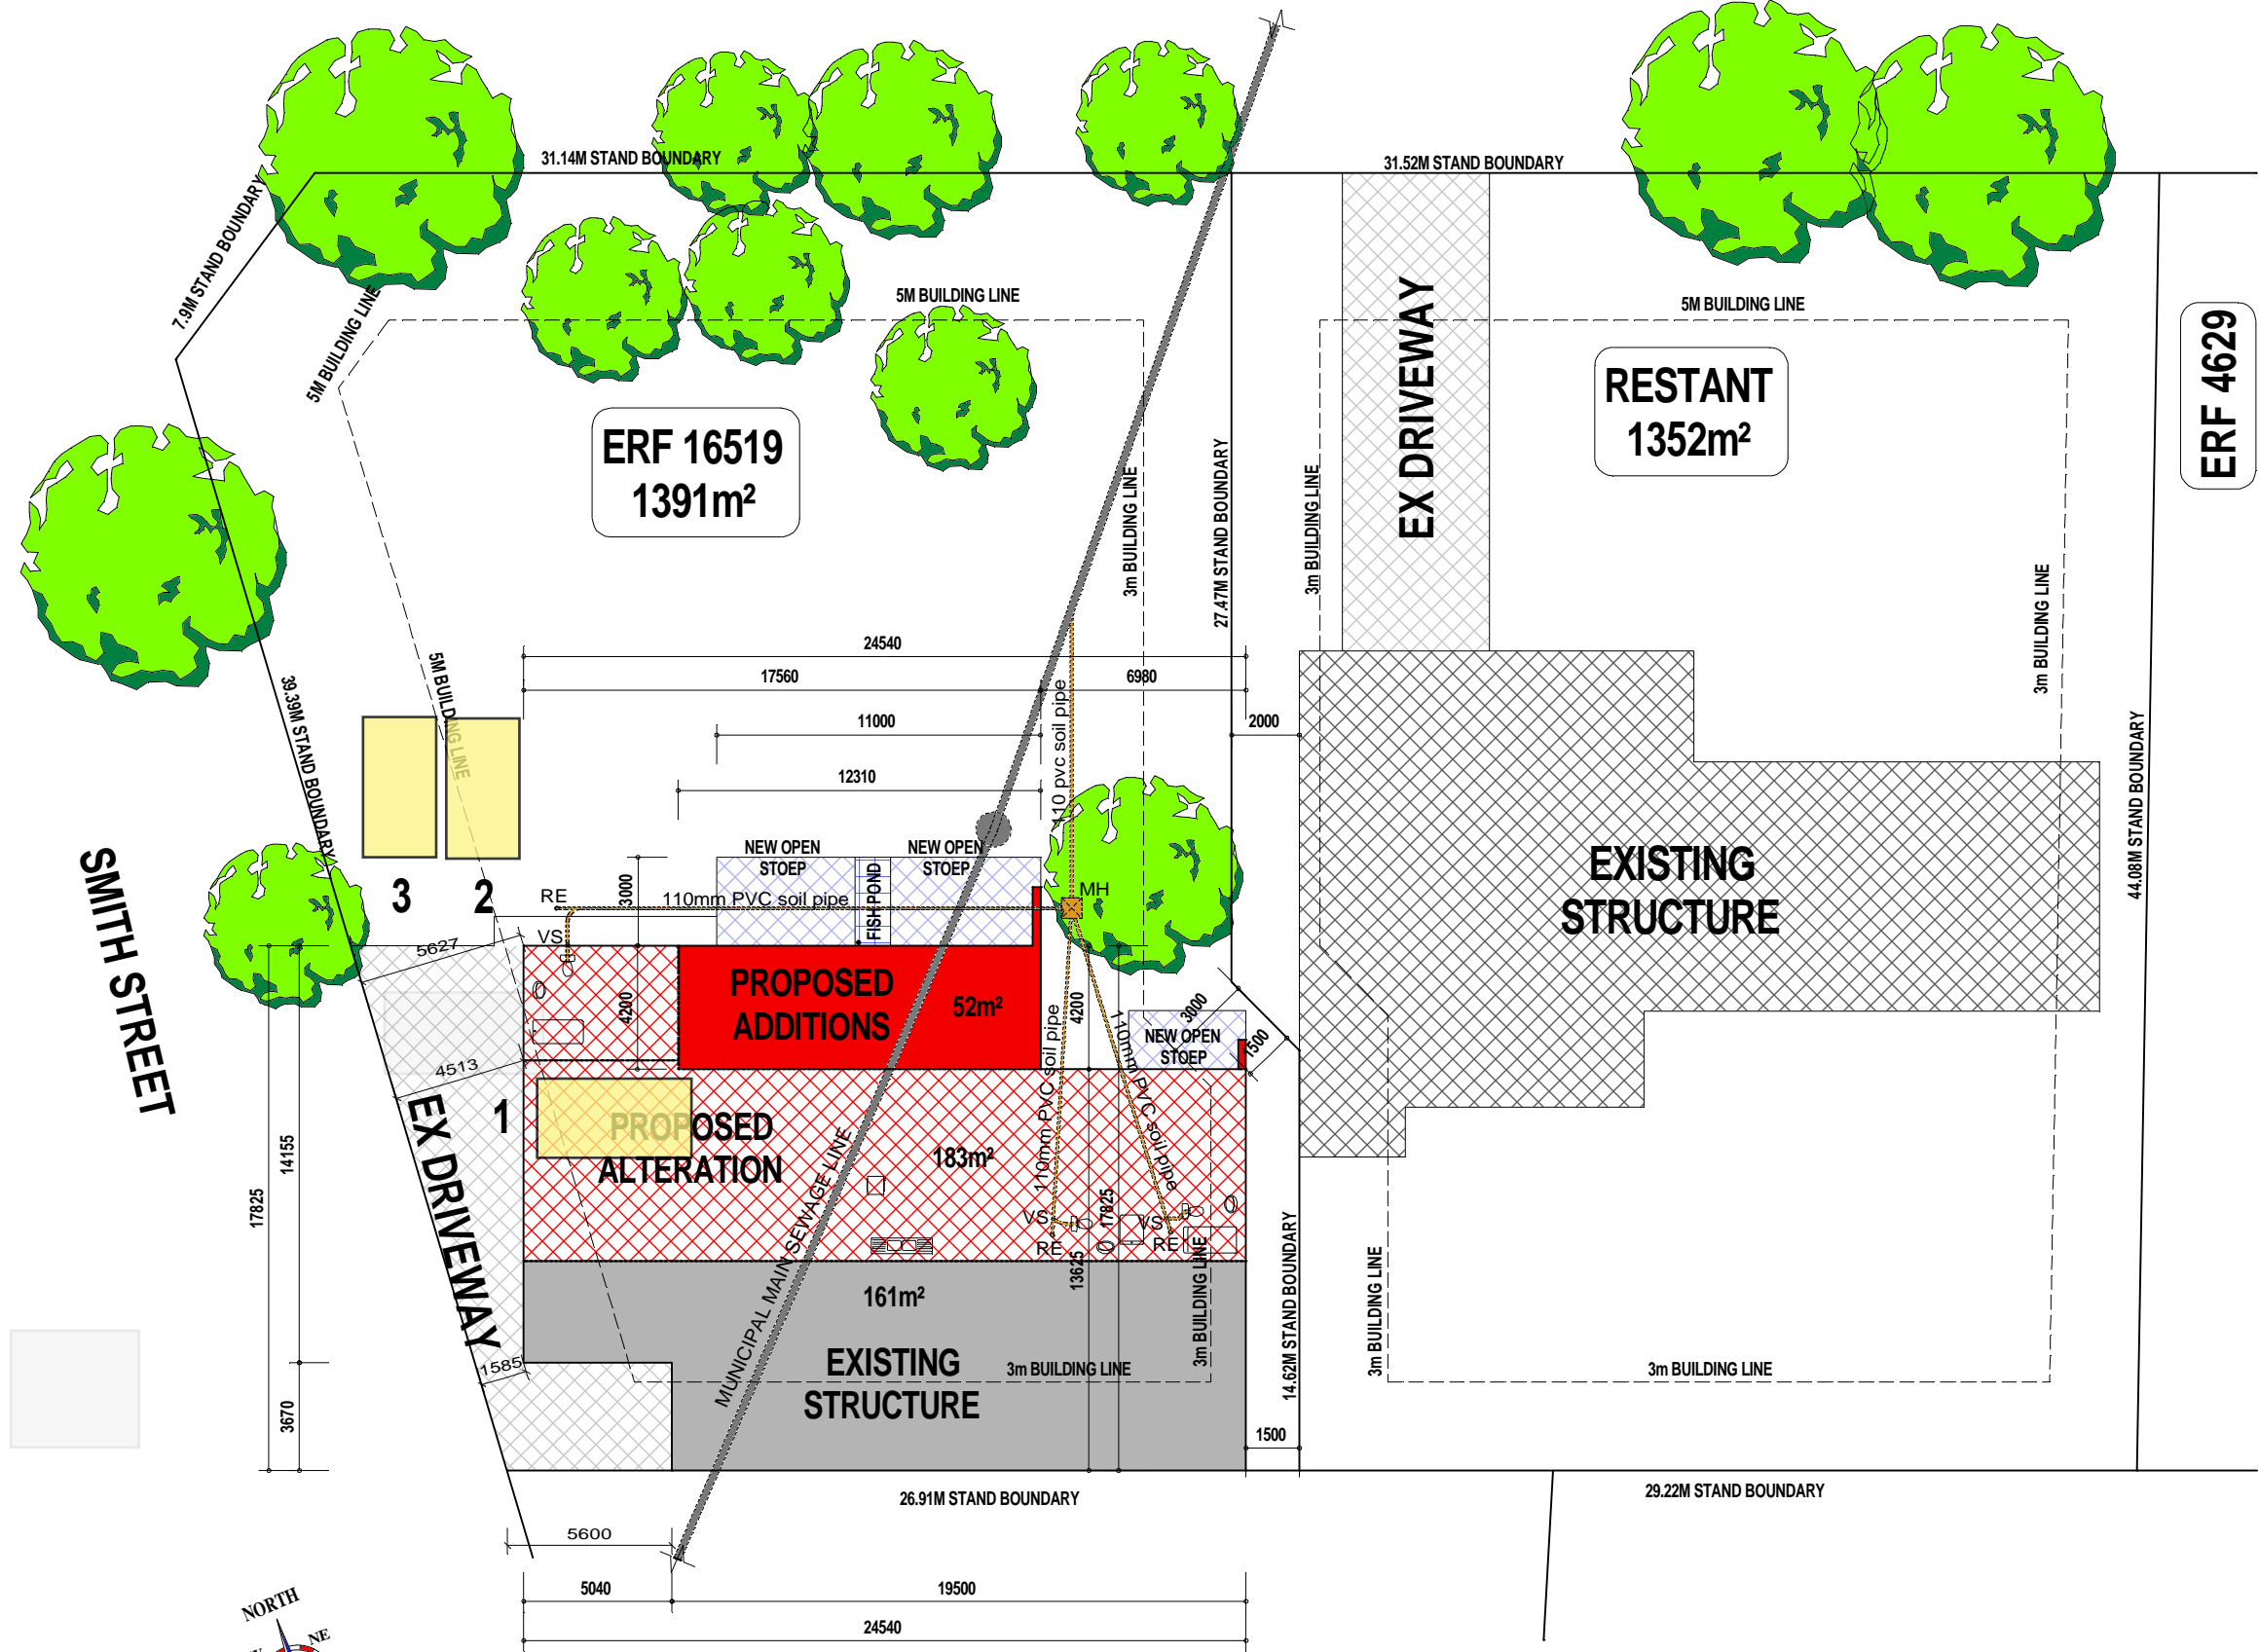 31.14M STAND BOUNDARY
31.52M STAND BOUNDARY
7.9M STAND BOUNDARY
5M BUILDING LINE
5M BUILDING LINE
5M BUILDING LINE
ERF 16519
1391m²
EX DRIVEWAY
RESTANT
1352m²
ERF 4629
3m BUILDING LINE
27.47M STAND BOUNDARY
3m BUILDING LINE
3m BUILDING LINE
24540
17560
6980
11000
2000
12310
39.39M STAND BOUNDARY
5M BUILDING LINE
110 pvc soil pipe
44.08M STAND BOUNDARY
SMITH STREET
3
2
NEW OPEN
STOEP
NEW OPEN
STOEP
FISH POND
3000
RE
110mm PVC soil pipe
MH
VS
EXISTING
STRUCTURE
5627
PROPOSED
ADDITIONS
52m²
4200
4200
3000
1500
NEW OPEN
STOEP
4513
110mm PVC soil pipe
110mm PVC soil pipe
1
EX DRIVEWAY
PROPOSED
ALTERATION
183m²
14155
17825
17825
VS
RE
VS
RE
13625
MUNICIPAL MAIN SEWAGE LINE
161m²
EXISTING
STRUCTURE
3m BUILDING LINE
3m BUILDING LINE
14.62M STAND BOUNDARY
3m BUILDING LINE
3m BUILDING LINE
1585
3670
1500
26.91M STAND BOUNDARY
29.22M STAND BOUNDARY
5600
5040
19500
24540
NORTH
NE